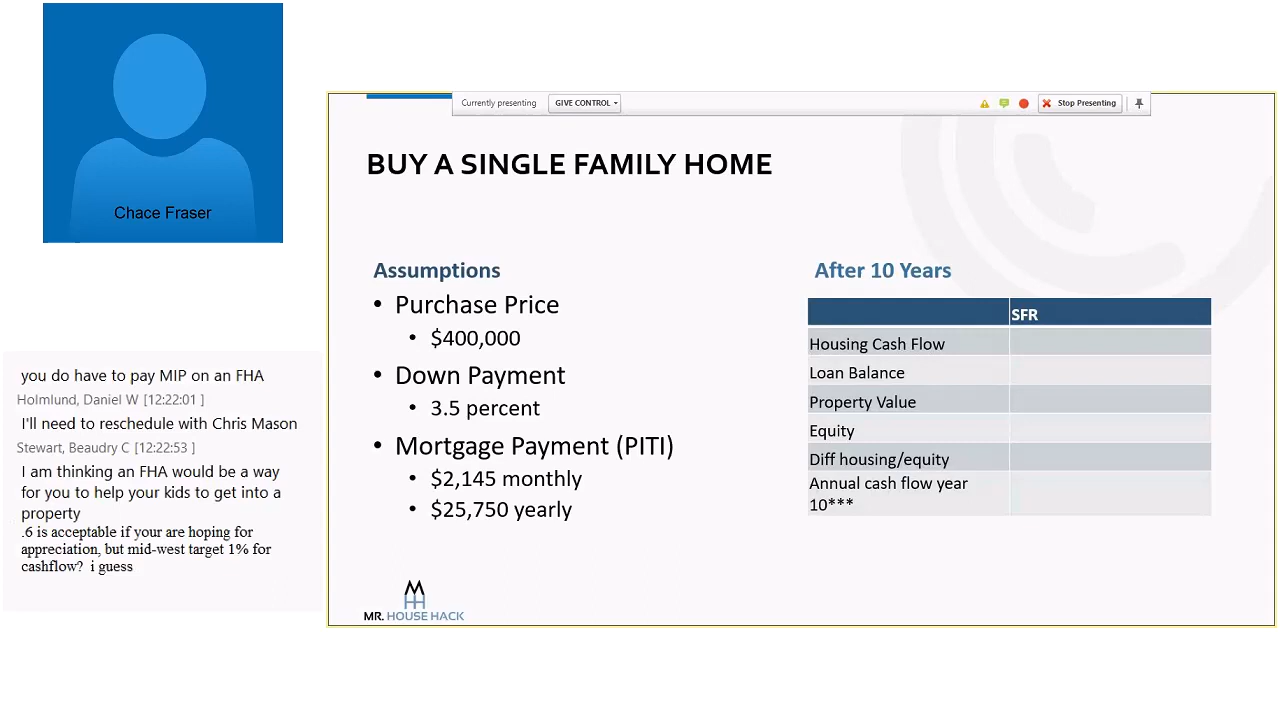 Chace Fraser
you do have to pay MIP on an FHA
Holmlund, Daniel W [12:22:01 ]
I'll need to reschedule with Chris Mason
Stewart, Beaudry C [12:22:53 ]
I am thinking an FHA would be a way
for you to help your kids to get into a
property
.6 is acceptable if your are hoping for
appreciation, but mid-west target 1% for
cashflow?  i guess
Currently presenting
GIVE CONTROL
Stop Presenting
BUY A SINGLE FAMILY HOME
Assumptions
• Purchase Price
• $400,000
• Down Payment
• 3.5 percent
• Mortgage Payment (PITI)
• $2,145 monthly
• $25,750 yearly
After 10 Years
SFR
Housing Cash Flow
Loan Balance
Property Value
Equity
Diff housing/equity
Annual cash flow year
10***
MR. HOUSE HACK